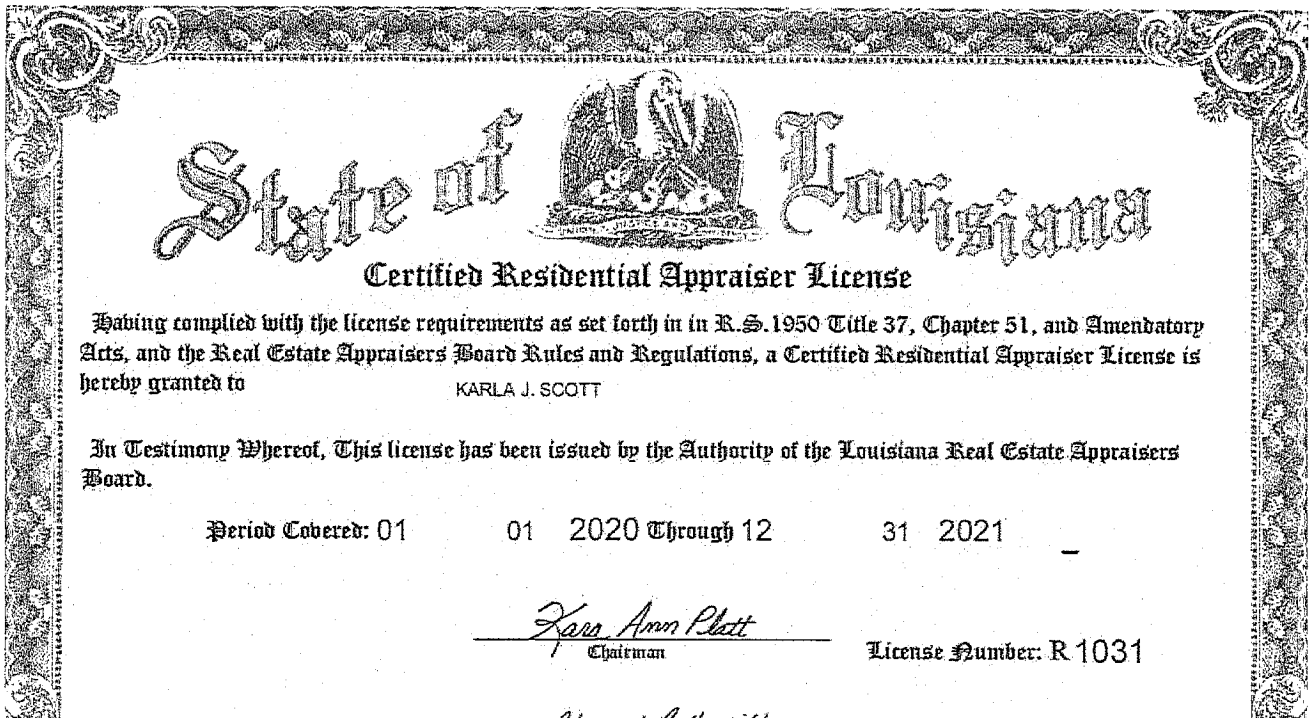 State of Louisiana
Certified Residential Appraiser License
Having complied with the license requirements as set forth in in R.S.1950 Title 37, Chapter 51, and Amendatory
Acts, and the Real Estate Appraisers Board Rules and Regulations, a Certified Residential Appraiser License is
hereby granted to KARLA J. SCOTT
In Testimony Whereof, This license has been issued by the Authority of the Louisiana Real Estate Appraisers
Board.
Period Covered: 01 01 2020 Through 12 31 2021
Kara Ann Platt
Chairman
License Number: R 1031